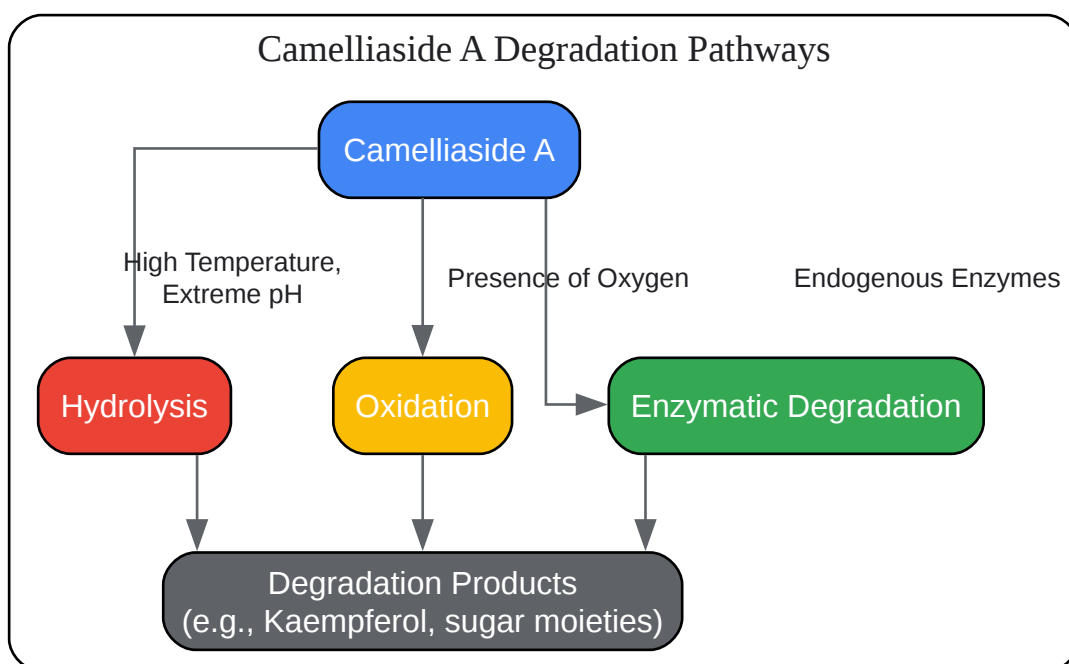 Camelliaside A Degradation Pathways
Camelliaside A
High Temperature,
Extreme pH
Presence of Oxygen
Endogenous Enzymes
Hydrolysis
Oxidation
Enzymatic Degradation
Degradation Products
(e.g., Kaempferol, sugar moieties)